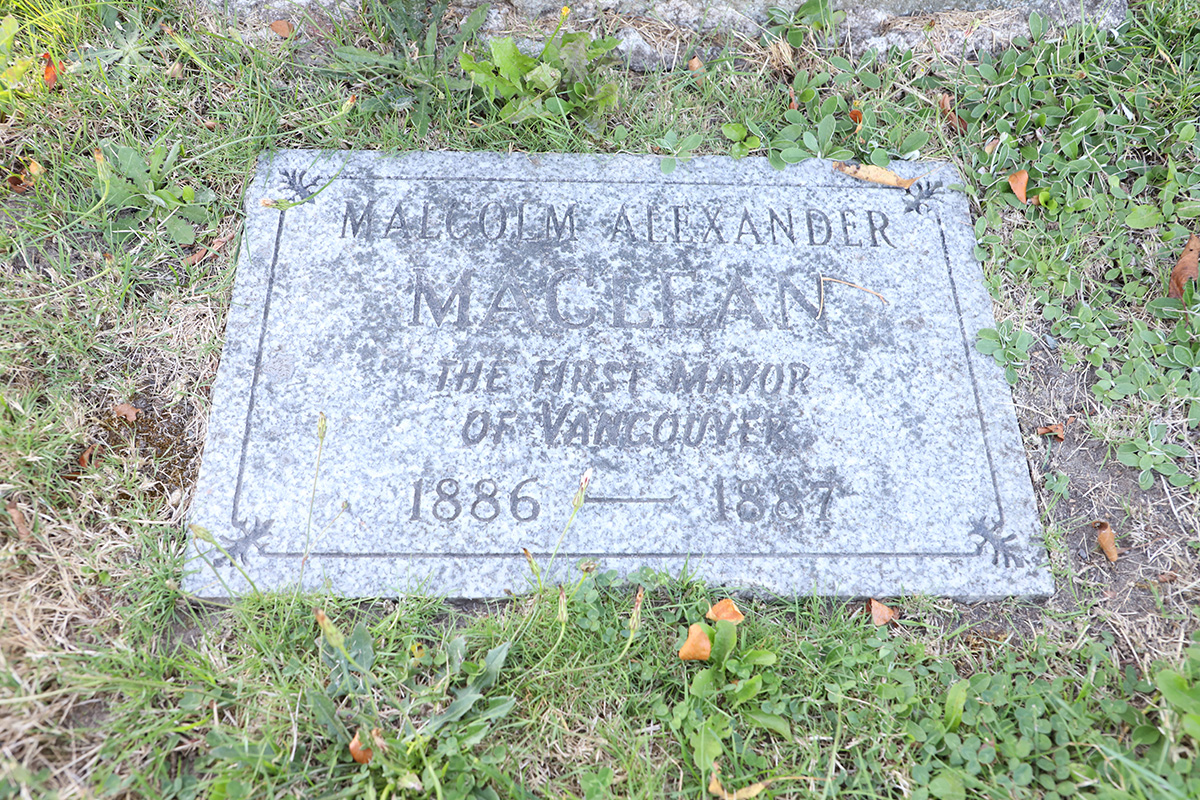 MALCOLM ALEXANDER
MACLEAN
THE FIRST MAYOR
OF VANCOUVER
1886 — 1887